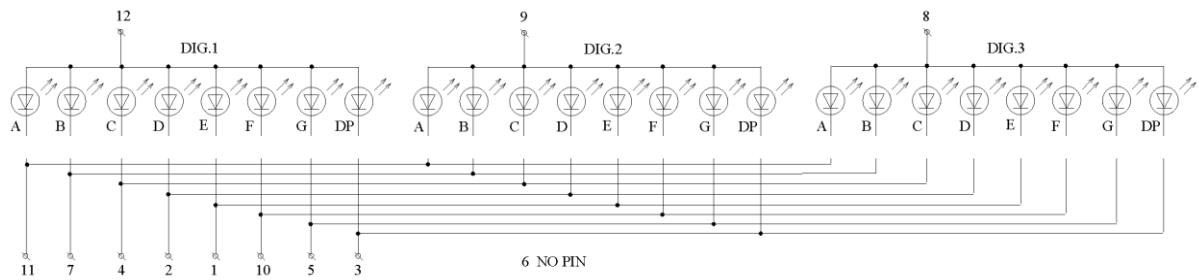 12 9 8
DIG.1 DIG.2 DIG.3
A B C D E F G DP A B C D E F G DP A B C D E F G DP
11 7 4 2 1 10 5 3 6 NO PIN